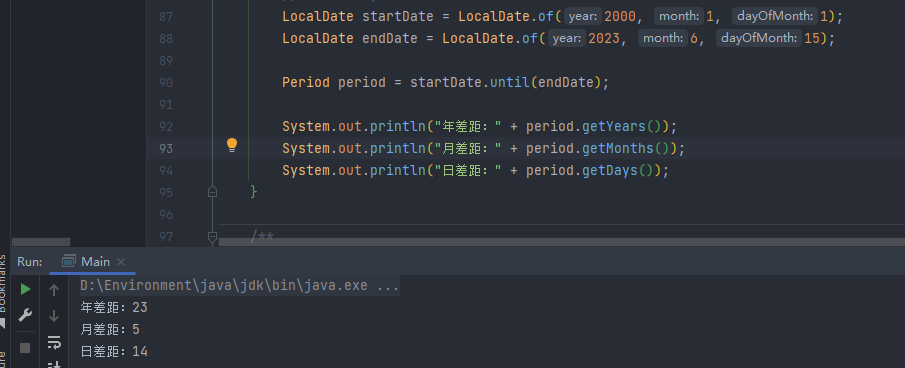 87 LocalDate startDate = LocalDate.of( year: 2000, month: 1, dayOfMonth: 1);
88 LocalDate endDate = LocalDate.of( year: 2023, month: 6, dayOfMonth: 15);
89
90 Period period = startDate.until(endDate);
91
92 System.out.println("年差距：" + period.getYears());
93 System.out.println("月差距：" + period.getMonths());
94 System.out.println("日差距：" + period.getDays());
95 }
96
97 /**
Run: Main ×
Bookmarks
D:\Environment\java\jdk\bin\java.exe ...
年差距：23
月差距：5
日差距：14